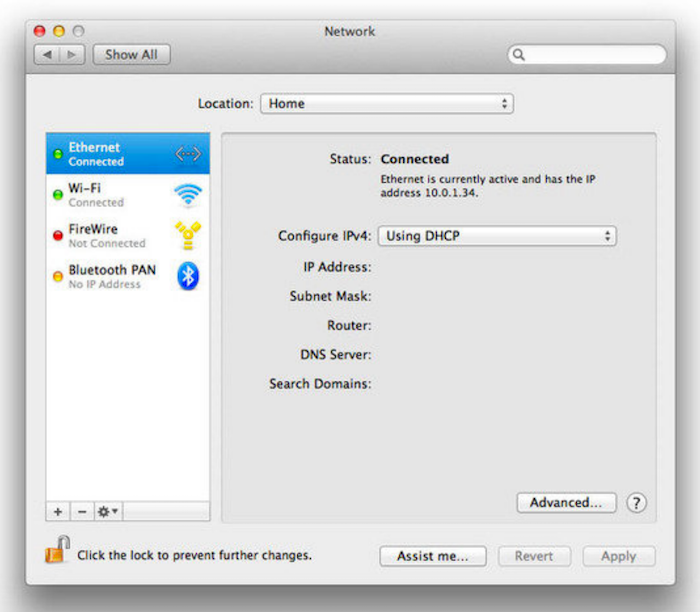 Network
Show All
Location: Home
Ethernet
Connected
Wi-Fi
Connected
FireWire
Not Connected
Bluetooth PAN
No IP Address
Status: Connected
Ethernet is currently active and has the IP
address 10.0.1.34.
Configure IPv4: Using DHCP
IP Address:
Subnet Mask:
Router:
DNS Server:
Search Domains:
Advanced... ?
+ −
Click the lock to prevent further changes.
Assist me... Revert Apply